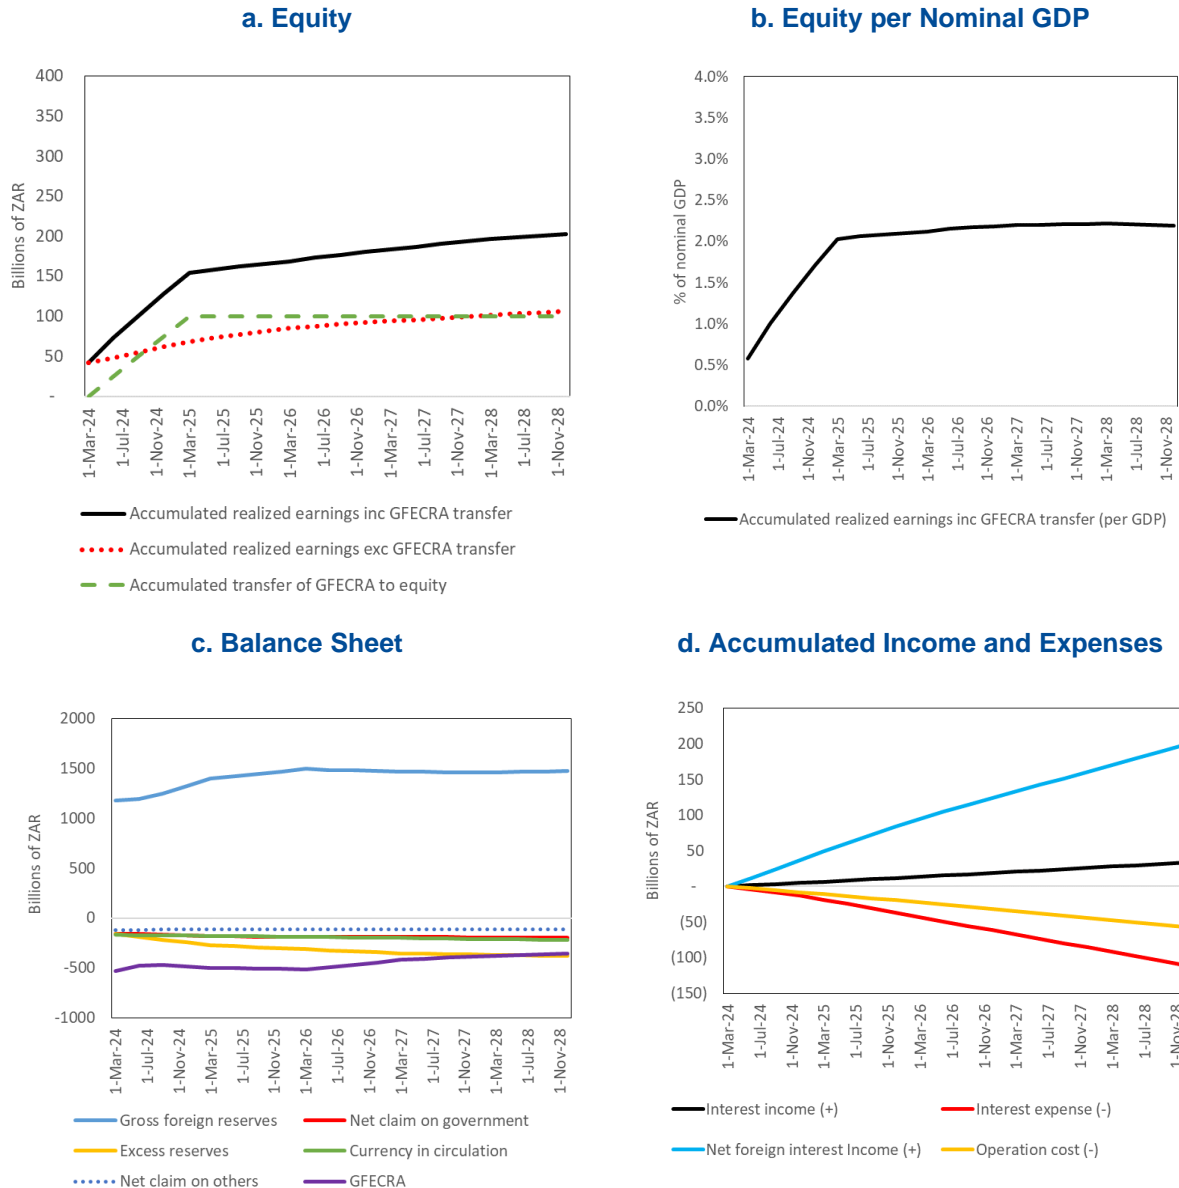 a. Equity
Billions of ZAR
400
350
300
250
200
150
100
50
-
1-Mar-24
1-Jul-24
1-Nov-24
1-Mar-25
1-Jul-25
1-Nov-25
1-Mar-26
1-Jul-26
1-Nov-26
1-Mar-27
1-Jul-27
1-Nov-27
1-Mar-28
1-Jul-28
1-Nov-28
Accumulated realized earnings inc GFECRA transfer
Accumulated realized earnings exc GFECRA transfer
Accumulated transfer of GFECRA to equity
b. Equity per Nominal GDP
% of nominal GDP
4.0%
3.5%
3.0%
2.5%
2.0%
1.5%
1.0%
0.5%
0.0%
1-Mar-24
1-Jul-24
1-Nov-24
1-Mar-25
1-Jul-25
1-Nov-25
1-Mar-26
1-Jul-26
1-Nov-26
1-Mar-27
1-Jul-27
1-Nov-27
1-Mar-28
1-Jul-28
1-Nov-28
Accumulated realized earnings inc GFECRA transfer (per GDP)
c. Balance Sheet
Billions of ZAR
2000
1500
1000
500
0
-500
-1000
1-Mar-24
1-Jul-24
1-Nov-24
1-Mar-25
1-Jul-25
1-Nov-25
1-Mar-26
1-Jul-26
1-Nov-26
1-Mar-27
1-Jul-27
1-Nov-27
1-Mar-28
1-Jul-28
1-Nov-28
Gross foreign reserves
Net claim on government
Excess reserves
Currency in circulation
Net claim on others
GFECRA
d. Accumulated Income and Expenses
Billions of ZAR
250
200
150
100
50
-
(50)
(100)
(150)
1-Mar-24
1-Jul-24
1-Nov-24
1-Mar-25
1-Jul-25
1-Nov-25
1-Mar-26
1-Jul-26
1-Nov-26
1-Mar-27
1-Jul-27
1-Nov-27
1-Mar-28
1-Jul-28
1-Nov-28
Interest income (+)
Interest expense (-)
Net foreign interest Income (+)
Operation cost (-)